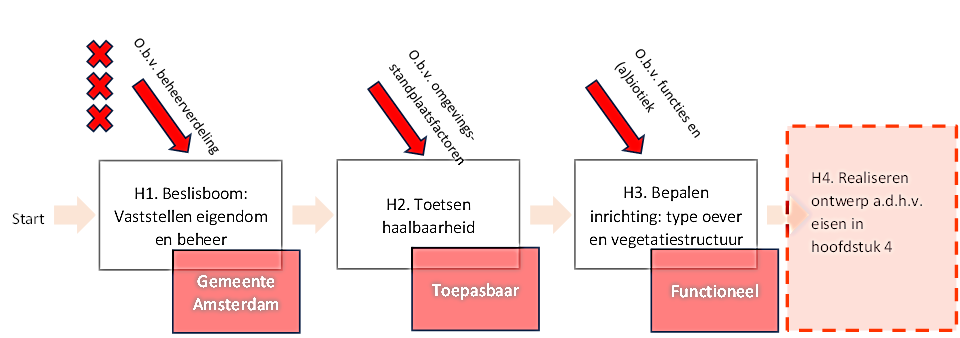 Start
O.b.v. beheerverdeling
H1. Beslisboom:
Vaststellen eigendom
en beheer
Gemeente
Amsterdam
O.b.v. omgevings-
standplaatsfactoren
H2. Toetsen
haalbaarheid
Toepasbaar
O.b.v. functies en
(a)biotiek
H3. Bepalen
inrichting: type oever
en vegetatiestructuur
Functioneel
H4. Realiseren
ontwerp a.d.h.v.
eisen in
hoofdstuk 4